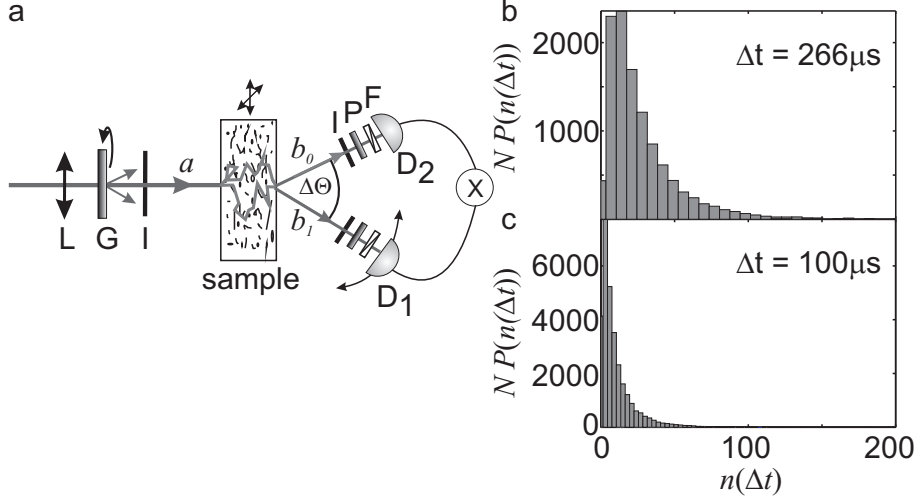 a
L
G
I
a
sample
b0
ΔΘ
b1
I P F
D2
D1
X
b
Δt = 266μs
2000
1000
N P(n(Δt))
c
Δt = 100μs
6000
4000
2000
0
N P(n(Δt))
0
100
200
n(Δt)